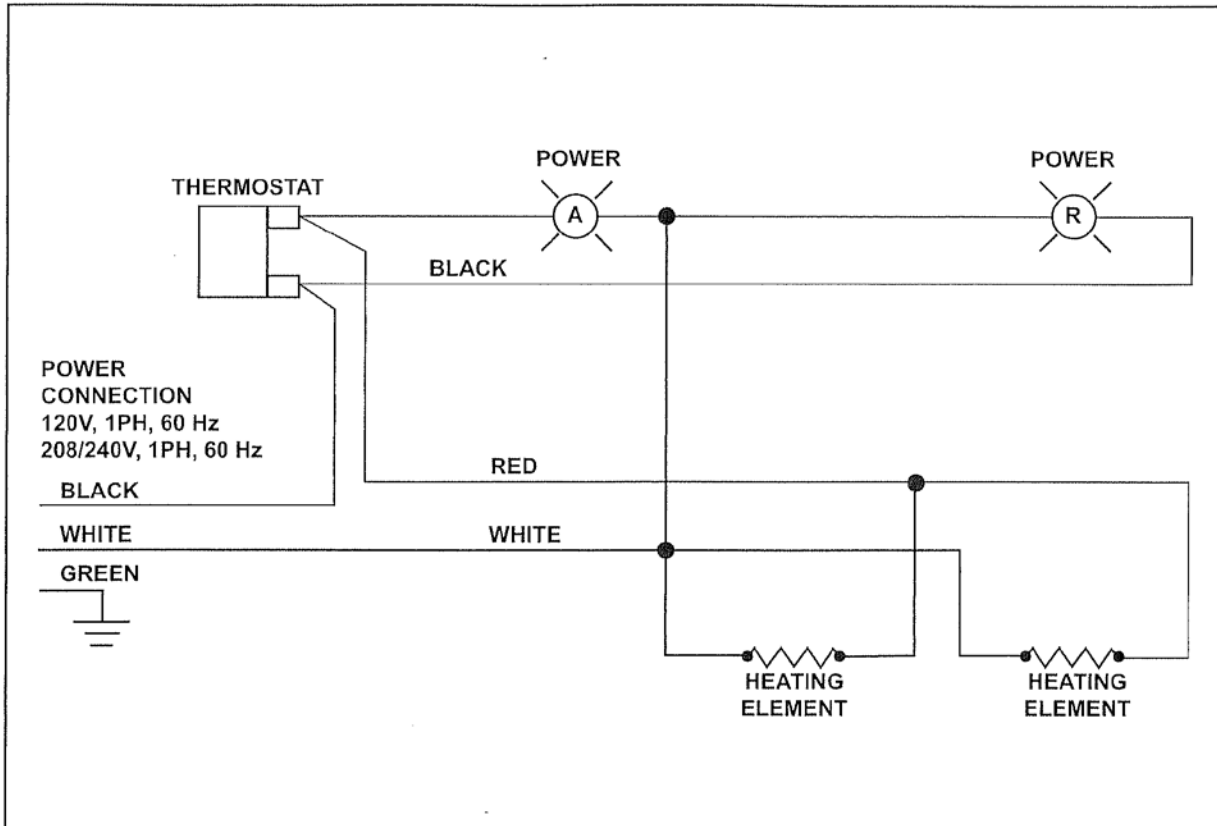 POWER
POWER
THERMOSTAT
A
R
BLACK
POWER
CONNECTION
120V, 1PH, 60 Hz
208/240V, 1PH, 60 Hz
RED
BLACK
WHITE
WHITE
GREEN
HEATING
ELEMENT
HEATING
ELEMENT